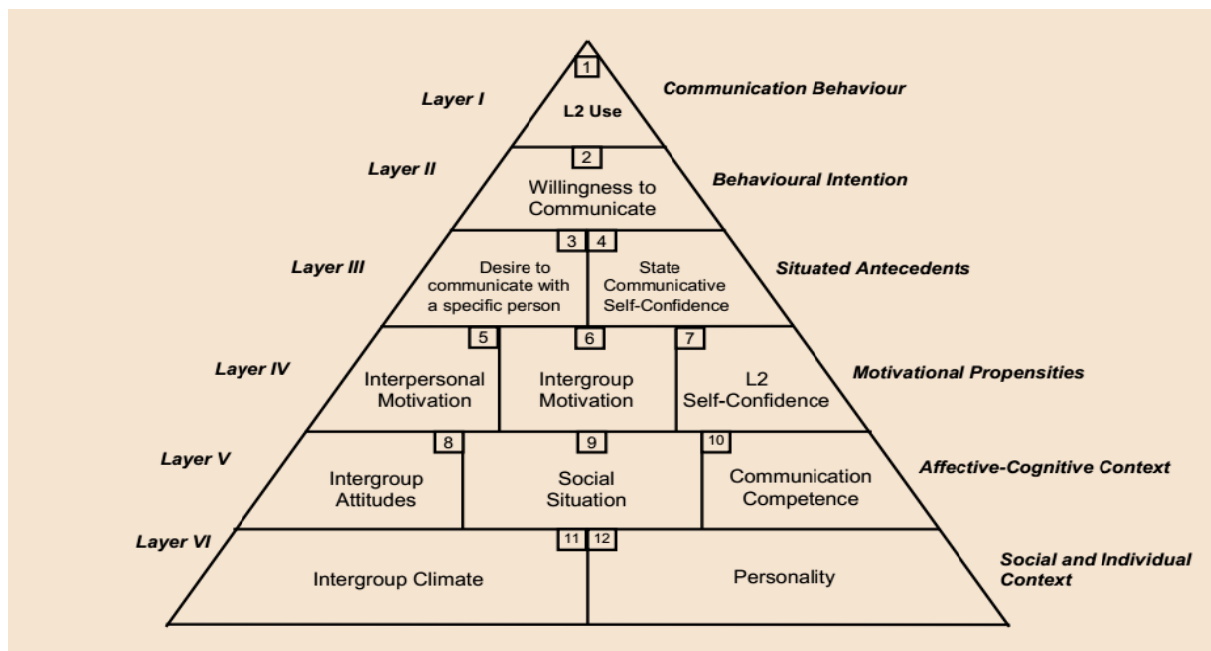 1
Layer I
Communication Behaviour
L2 Use
2
Layer II
Willingness to
Communicate
Behavioural Intention
3 4
Layer III
Desire to
communicate with
a specific person
State
Communicative
Self-Confidence
Situated Antecedents
5 6 7
Layer IV
Interpersonal
Motivation
Intergroup
Motivation
L2
Self-Confidence
Motivational Propensities
8 9 10
Layer V
Intergroup
Attitudes
Social
Situation
Communication
Competence
Affective-Cognitive Context
11 12
Layer VI
Intergroup Climate
Personality
Social and Individual
Context